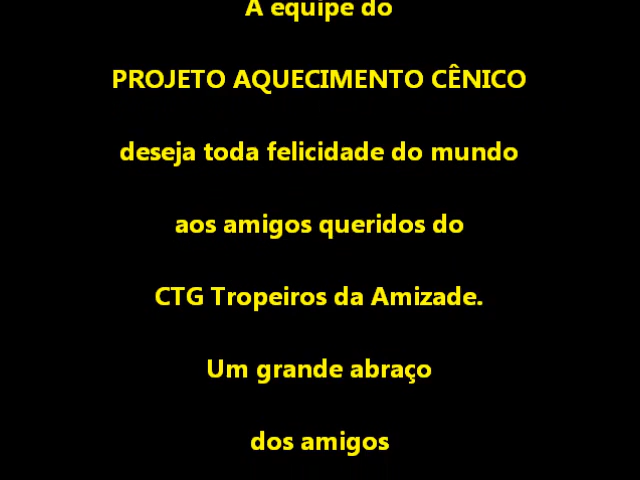 A equipe do
PROJETO AQUECIMENTO CÊNICO
deseja toda felicidade do mundo
aos amigos queridos do
CTG Tropeiros da Amizade.
Um grande abraço
dos amigos